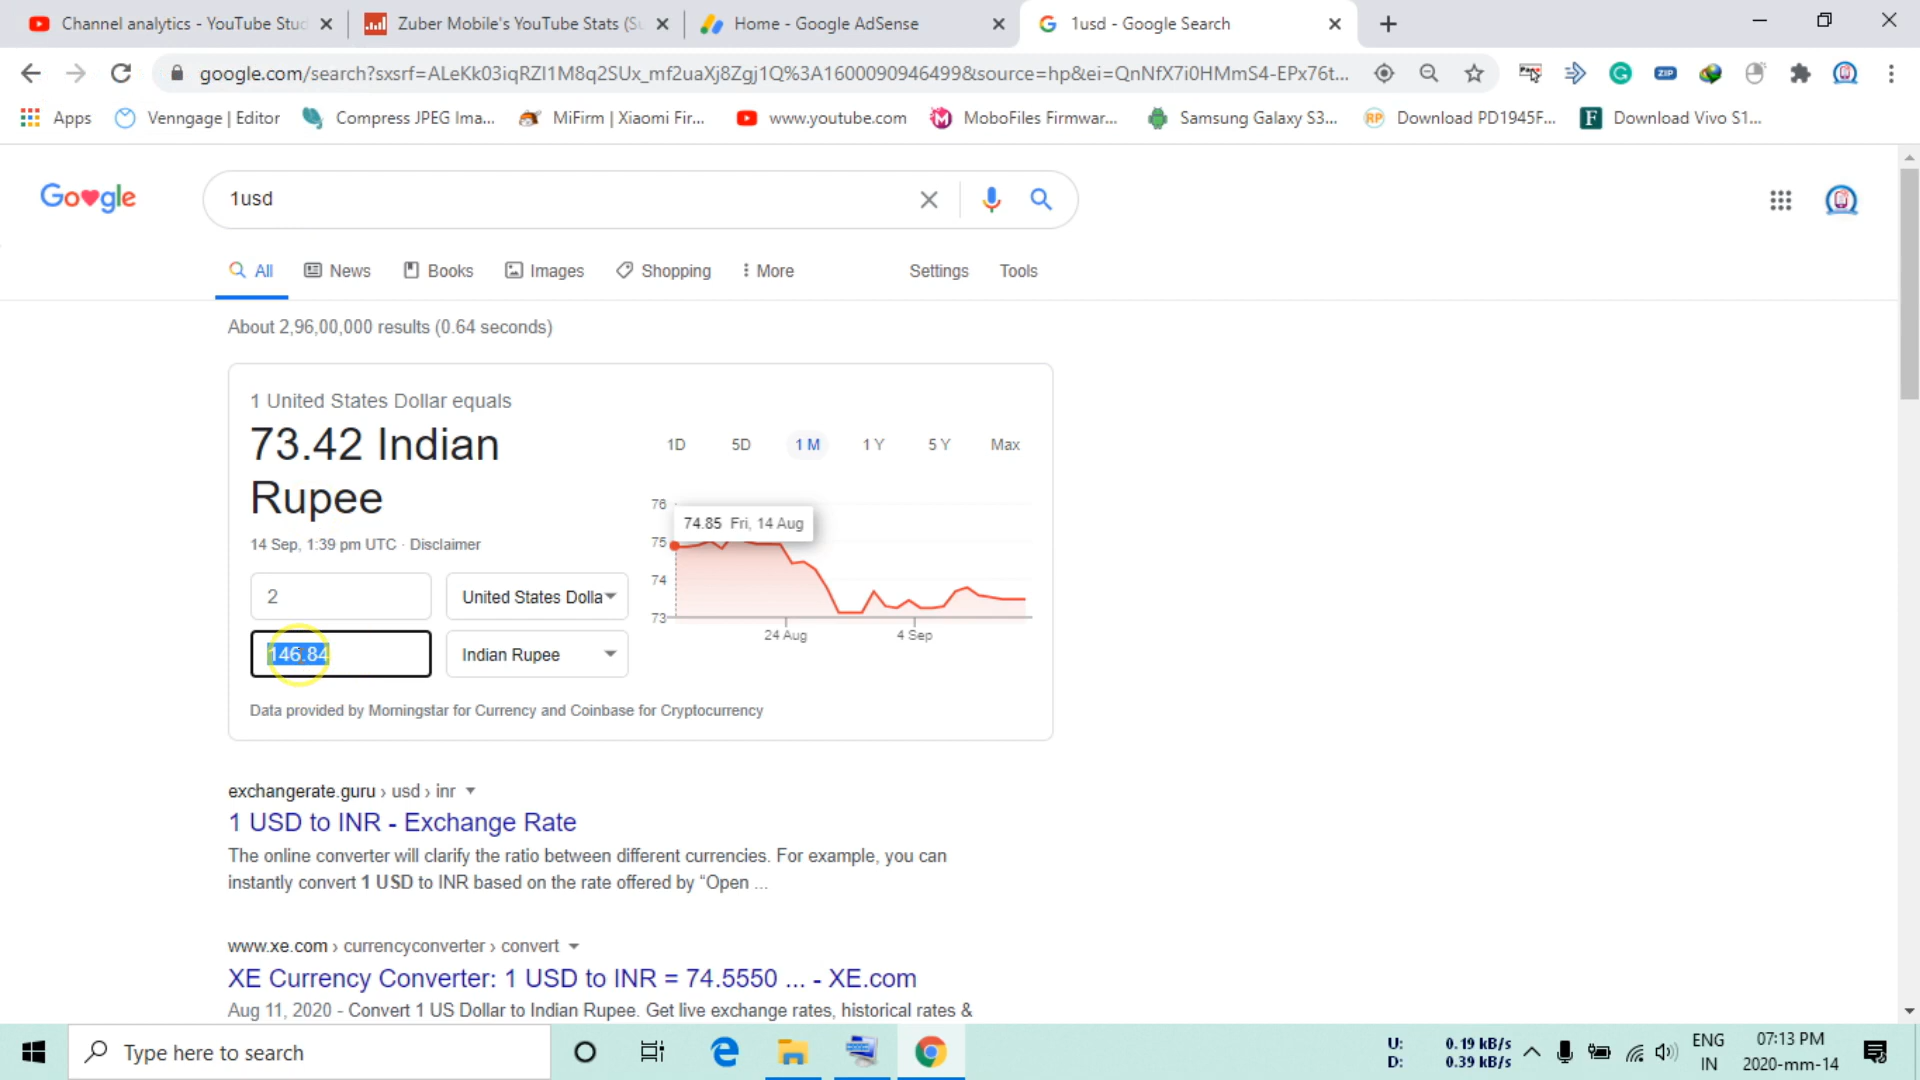 Channel analytics - YouTube Stud
Zuber Mobile's YouTube Stats (Su
Home - Google AdSense
1usd - Google Search
google.com/search?sxsrf=ALeKk03iqRZI1M8q2SUx_mf2uaXj8Zgj1Q%3A1600090946499&source=hp&ei=QnNfX7i0HMmS4-EPx76t...
Apps
Venngage | Editor
Compress JPEG Ima...
MiFirm | Xiaomi Fir...
www.youtube.com
MoboFiles Firmwar...
Samsung Galaxy S3...
Download PD1945F...
Download Vivo S1...
1usd
All
News
Books
Images
Shopping
More
Settings
Tools
About 2,96,00,000 results (0.64 seconds)
1 United States Dollar equals
73.42 Indian
Rupee
14 Sep, 1:39 pm UTC · Disclaimer
2
United States Dolla
146.84
Indian Rupee
1D 5D 1 M 1 Y 5 Y Max
76
74.85 Fri, 14 Aug
75
74
73
24 Aug 4 Sep
Data provided by Morningstar for Currency and Coinbase for Cryptocurrency
exchangerate.guru › usd › inr
1 USD to INR - Exchange Rate
The online converter will clarify the ratio between different currencies. For example, you can
instantly convert 1 USD to INR based on the rate offered by “Open ...
www.xe.com › currencyconverter › convert
XE Currency Converter: 1 USD to INR = 74.5550 ... - XE.com
Aug 11, 2020 - Convert 1 US Dollar to Indian Rupee. Get live exchange rates, historical rates &
Type here to search
U: 0.19 kB/s
D: 0.39 kB/s
ENG
IN
07:13 PM
2020-mm-14
Google
ZIP
RP
F